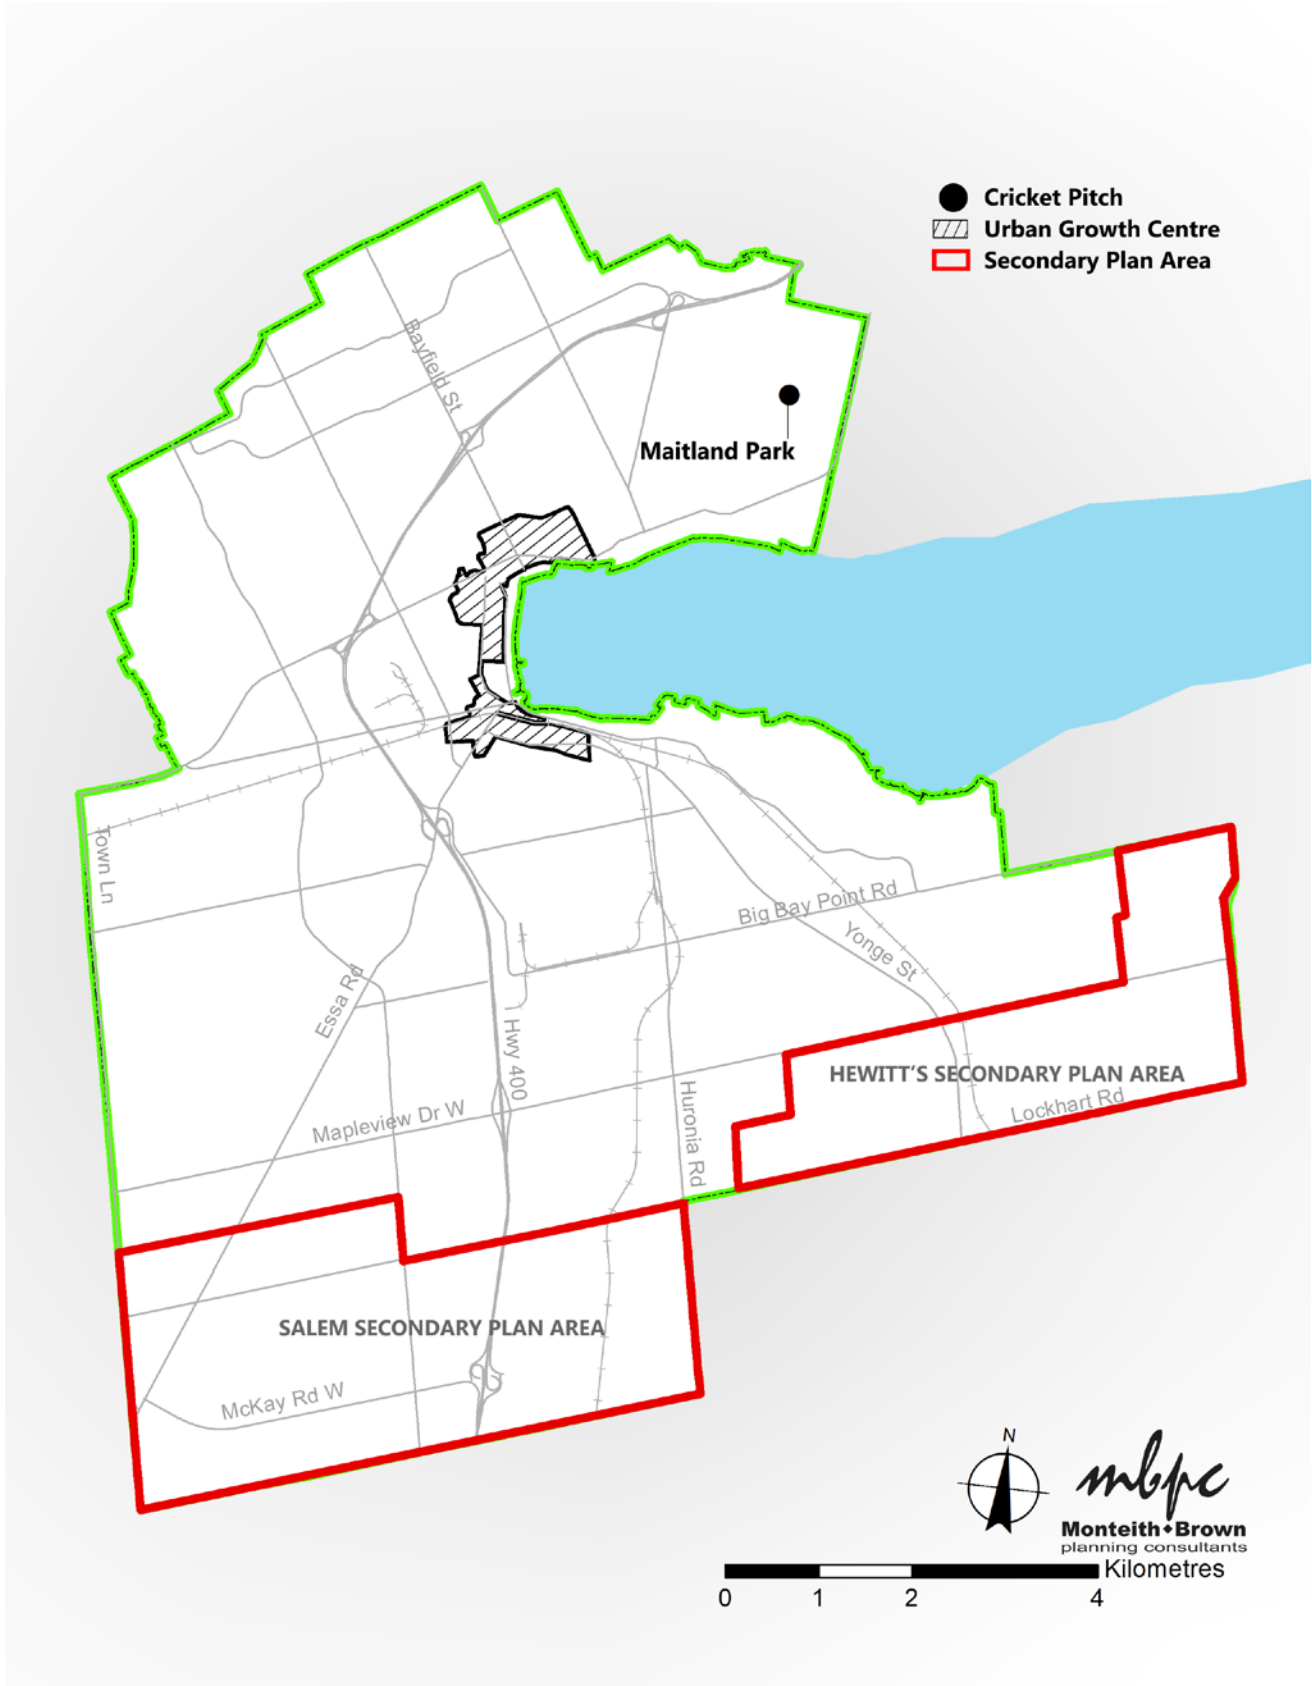 Cricket Pitch
Urban Growth Centre
Secondary Plan Area
Bayfield St
Maitland Park
Town Ln
Big Bay Point Rd
Yonge St
Essa Rd
Hwy 400
HEWITT'S SECONDARY PLAN AREA
Lockhart Rd
Huronia Rd
Mapleview Dr W
SALEM SECONDARY PLAN AREA
McKay Rd W
N
mbpc
Monteith◆Brown
planning consultants
Kilometres
0 1 2 4